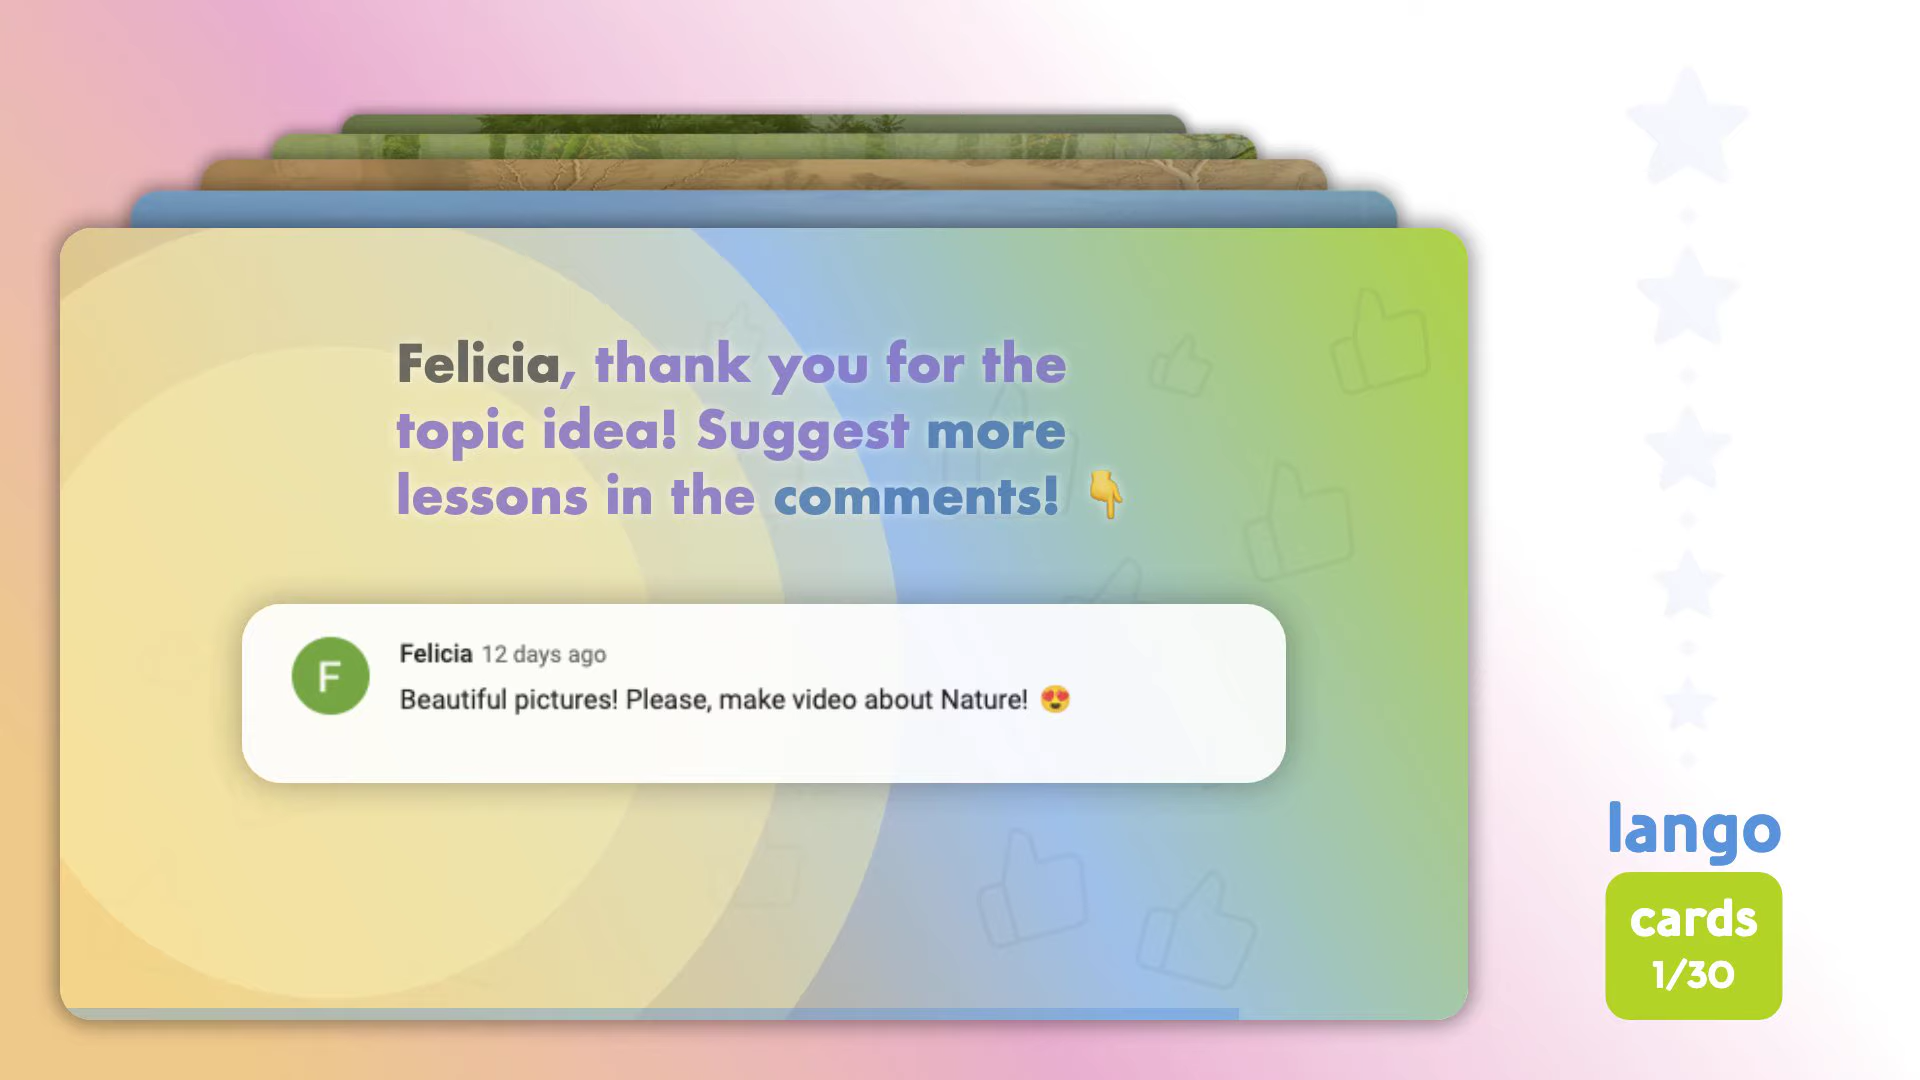 Felicia, thank you for the
topic idea! Suggest more
lessons in the comments! 👇
F
Felicia 12 days ago
Beautiful pictures! Please, make video about Nature! 😍
lango
cards
1/30